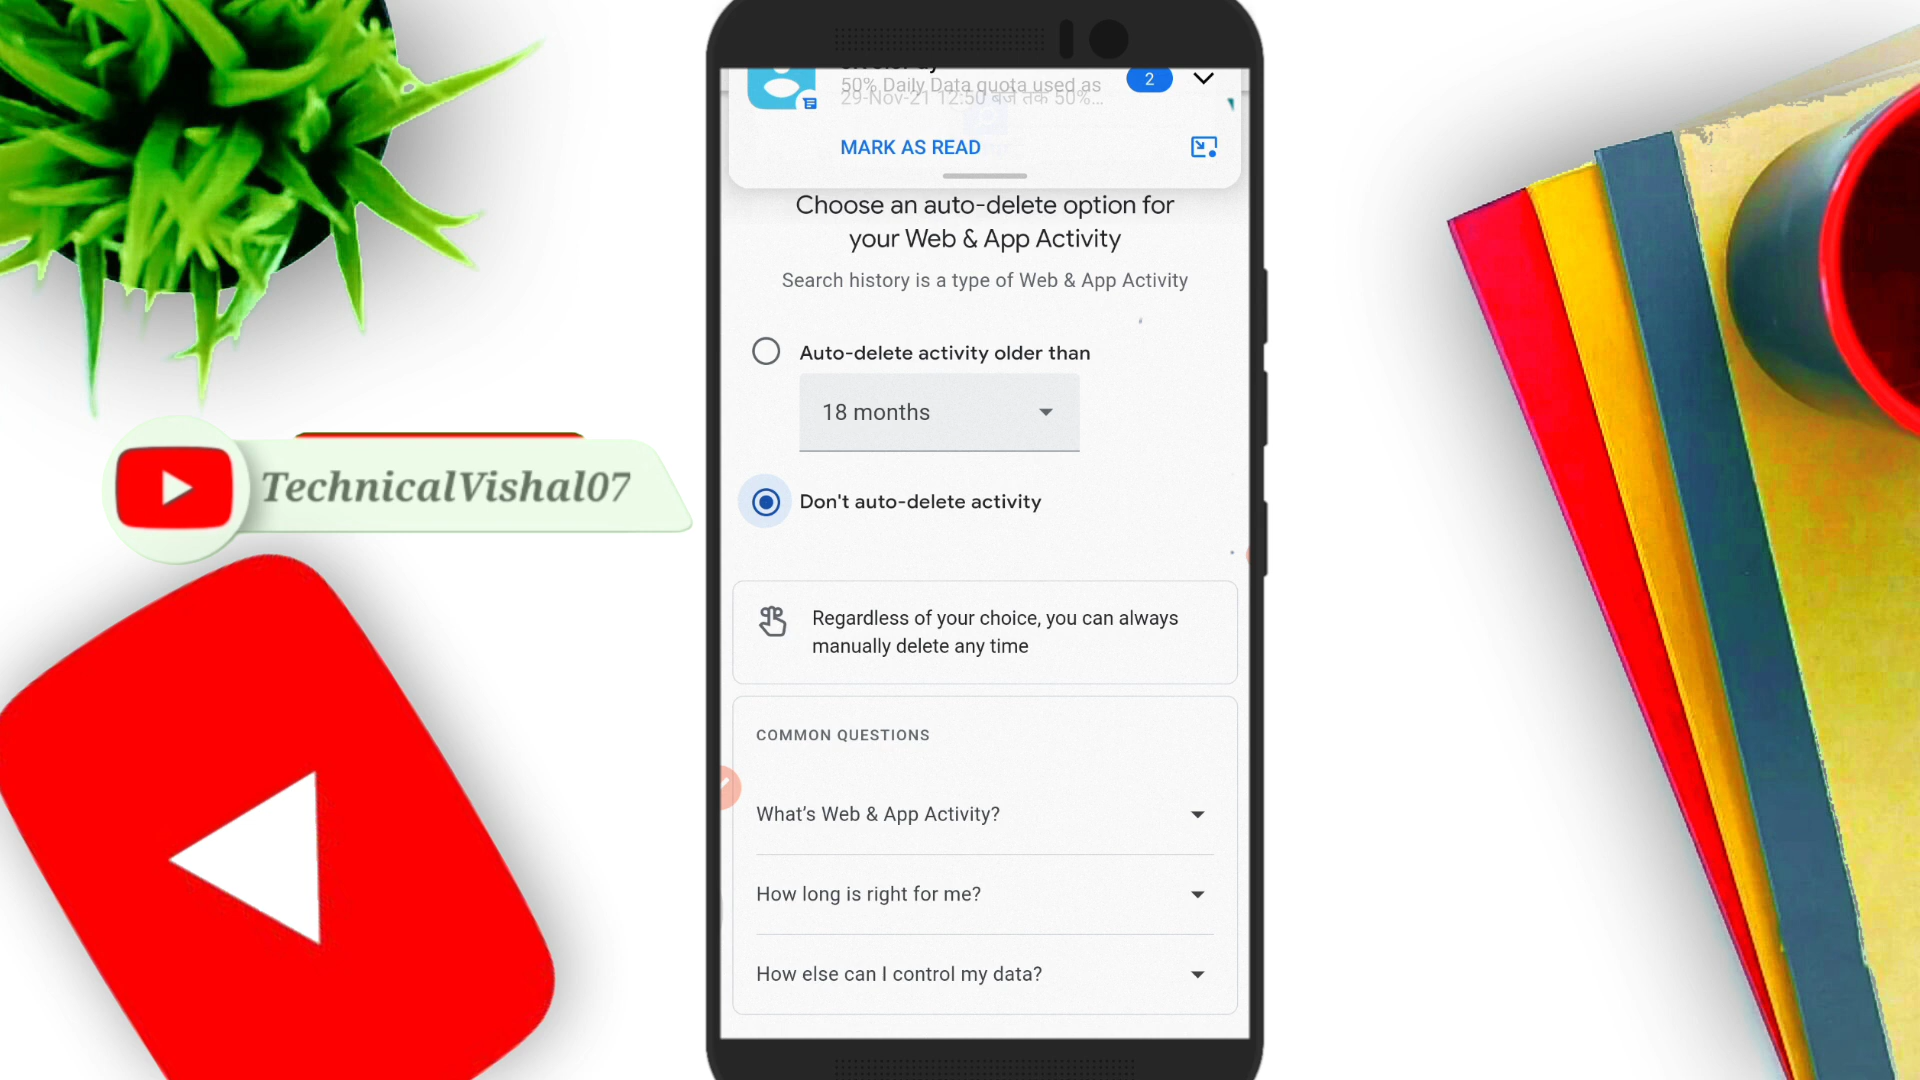 50% Daily Data quota used as
29-Nov-21 12:50 बजे तक 50%...
2
MARK AS READ
Choose an auto-delete option for
your Web & App Activity
Search history is a type of Web & App Activity
Auto-delete activity older than
18 months
Don't auto-delete activity
TechnicalVishal07
Regardless of your choice, you can always
manually delete any time
COMMON QUESTIONS
What's Web & App Activity?
How long is right for me?
How else can I control my data?